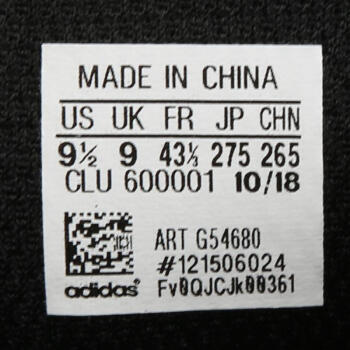 MADE IN CHINA
US UK FR JP CHN
9½ 9 43⅓ 275 265
CLU 600001 10/18
ART G54680
#121506024
adidas® Fv0QJCJk00361